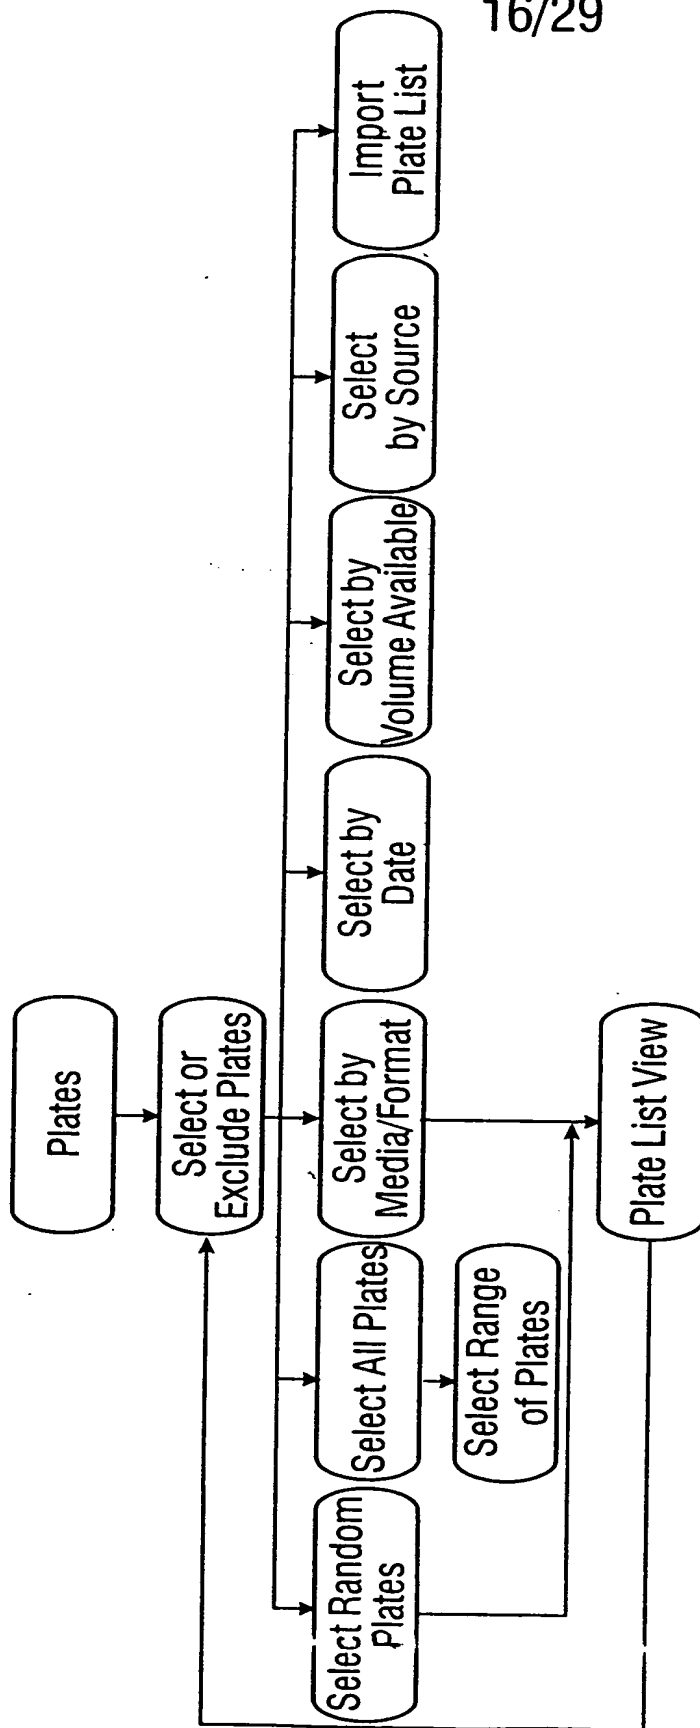 16/29
Plates
Select or
Exclude Plates
Select Random
Plates
Select All Plates
Select by
Media/Format
Select by
Date
Select by
Volume Available
Select
by Source
Import
Plate List
Select Range
of Plates
Plate List View